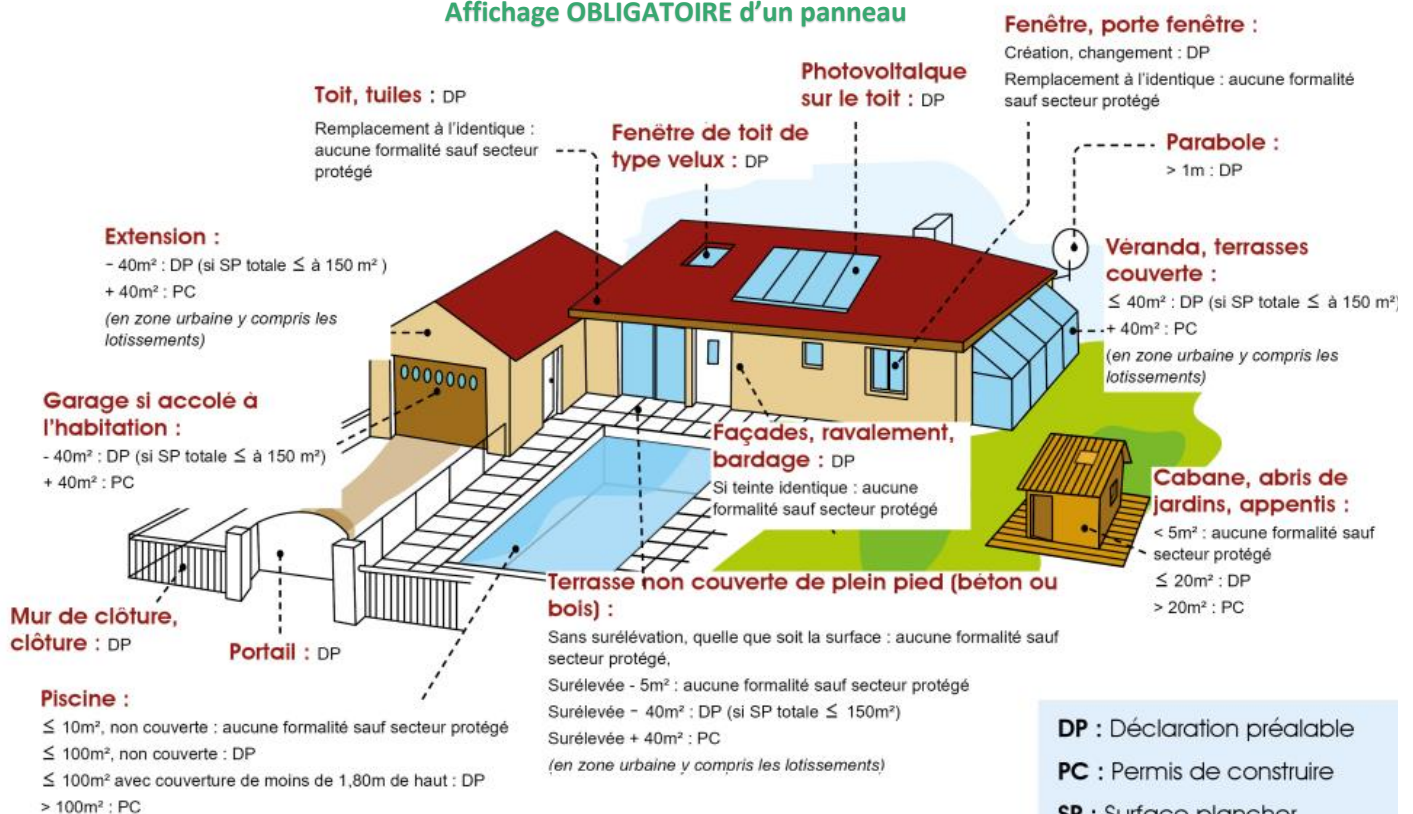 Affichage OBLIGATOIRE d'un panneau
Fenêtre, porte fenêtre :
Création, changement : DP
Remplacement à l'identique : aucune formalité
sauf secteur protégé
Photovoltaïque
sur le toit : DP
Toit, tuiles : DP
Remplacement à l'identique :
aucune formalité sauf secteur
protégé
Fenêtre de toit de
type velux : DP
Parabole :
> 1m : DP
Extension :
- 40m² : DP (si SP totale ≤ à 150 m² )
+ 40m² : PC
(en zone urbaine y compris les
lotissements)
Véranda, terrasses
couverte :
≤ 40m² : DP (si SP totale ≤ à 150 m²)
+ 40m² : PC
(en zone urbaine y compris les
lotissements)
Garage si accolé à
l'habitation :
- 40m² : DP (si SP totale ≤ à 150 m²)
+ 40m² : PC
Façades, ravalement,
bardage : DP
Si teinte identique : aucune
formalité sauf secteur protégé
Cabane, abris de
jardins, appentis :
< 5m² : aucune formalité sauf
secteur protégé
≤ 20m² : DP
> 20m² : PC
Mur de clôture,
clôture : DP
Portail : DP
Terrasse non couverte de plein pied (béton ou
bois) :
Sans surélévation, quelle que soit la surface : aucune formalité sauf
secteur protégé,
Surélevée - 5m² : aucune formalité sauf secteur protégé
Surélevée - 40m² : DP (si SP totale ≤ 150m²)
Surélevée + 40m² : PC
(en zone urbaine y compris les lotissements)
Piscine :
≤ 10m², non couverte : aucune formalité sauf secteur protégé
≤ 100m², non couverte : DP
≤ 100m² avec couverture de moins de 1,80m de haut : DP
> 100m² : PC
DP : Déclaration préalable
PC : Permis de construire
SP : Surface plancher